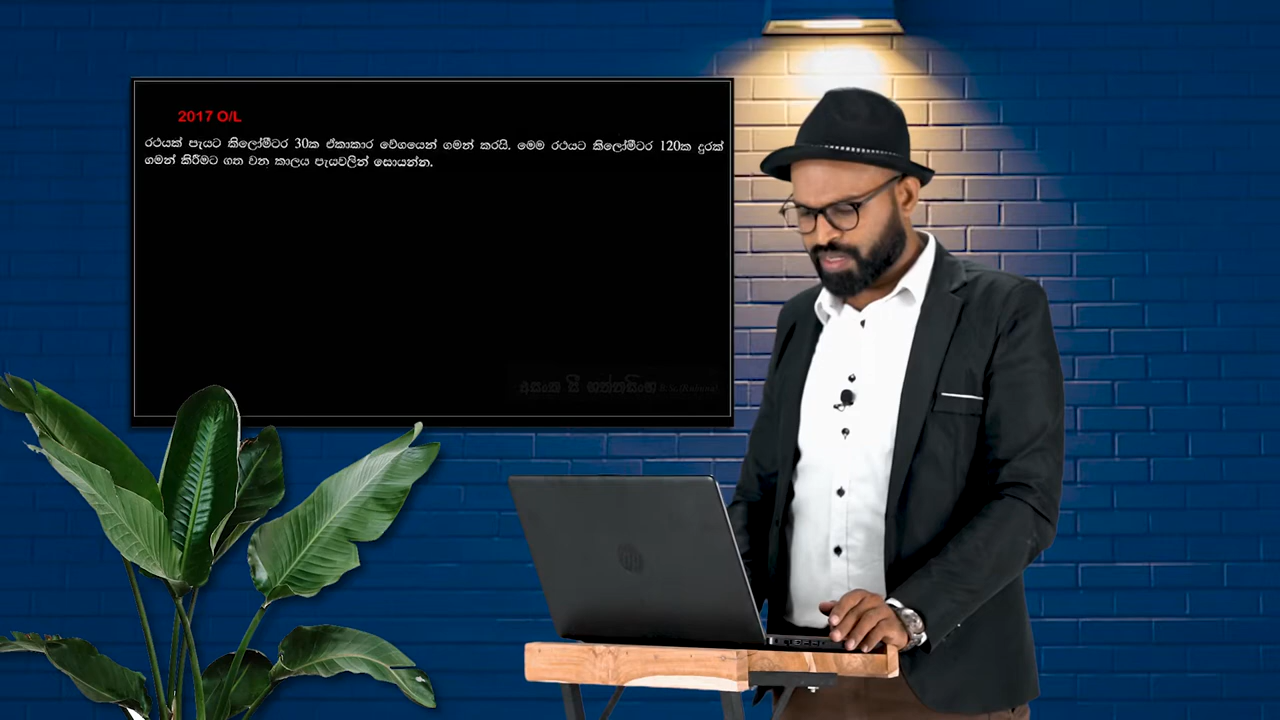 2017 O/L
රථයක් පැයට කිලෝමීටර 30ක ඒකාකාර වේගයෙන් ගමන් කරයි. මෙම රථයට කිලෝමීටර 120ක දුරක්
ගමන් කිරීමට ගත වන කාලය පැයවලින් සොයන්න.
hp